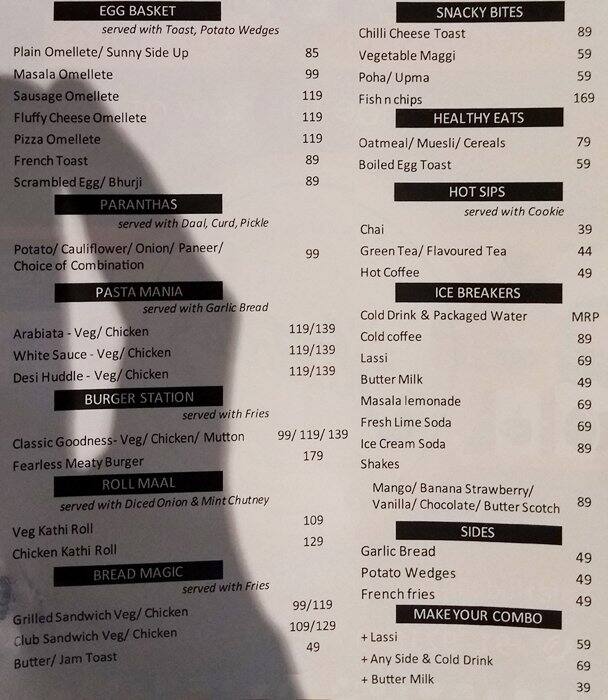 EGG BASKET
served with Toast, Potato Wedges
Plain Omellete/ Sunny Side Up 85
Masala Omellete 99
Sausage Omellete 119
Fluffy Cheese Omellete 119
Pizza Omellete 119
French Toast 89
Scrambled Egg/ Bhurji 89
PARANTHAS
served with Daal, Curd, Pickle
Potato/ Cauliflower/ Onion/ Paneer/
Choice of Combination 99
PASTA MANIA
served with Garlic Bread
Arabiata - Veg/ Chicken 119/139
White Sauce - Veg/ Chicken 119/139
Desi Huddle - Veg/ Chicken 119/139
BURGER STATION
served with Fries
Classic Goodness- Veg/ Chicken/ Mutton 99/ 119/ 139
Fearless Meaty Burger 179
ROLL MAAL
served with Diced Onion & Mint Chutney
Veg Kathi Roll 109
Chicken Kathi Roll 129
BREAD MAGIC
served with Fries
Grilled Sandwich Veg/ Chicken 99/119
Club Sandwich Veg/ Chicken 109/129
Butter/ Jam Toast 49
SNACKY BITES
Chilli Cheese Toast 89
Vegetable Maggi 59
Poha/ Upma 59
Fish n chips 169
HEALTHY EATS
Oatmeal/ Muesli/ Cereals 79
Boiled Egg Toast 59
HOT SIPS
served with Cookie
Chai 39
Green Tea/ Flavoured Tea 44
Hot Coffee 49
ICE BREAKERS
Cold Drink & Packaged Water MRP
Cold coffee 89
Lassi 69
Butter Milk 49
Masala lemonade 69
Fresh Lime Soda 69
Ice Cream Soda 89
Shakes
Mango/ Banana Strawberry/
Vanilla/ Chocolate/ Butter Scotch 89
SIDES
Garlic Bread 49
Potato Wedges 49
French fries 49
MAKE YOUR COMBO
+ Lassi 59
+ Any Side & Cold Drink 69
+ Butter Milk 39